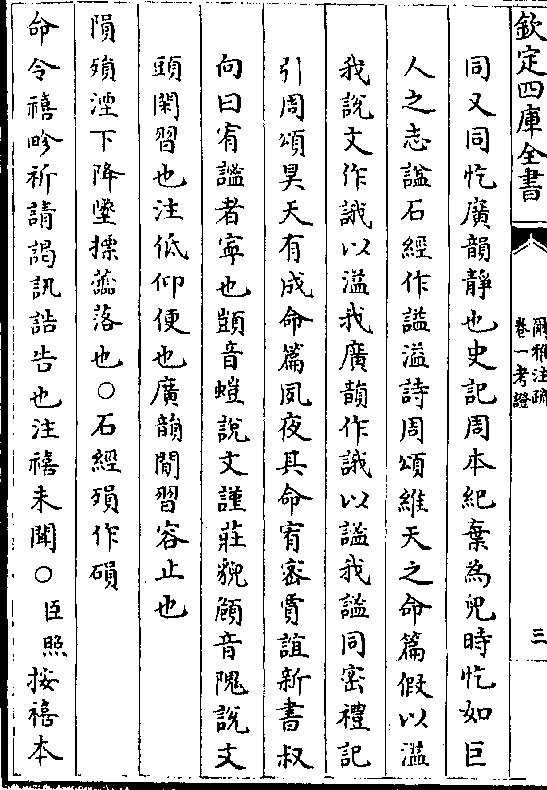 欽定四庫全書
爾雅注疏
卷一考證
三
同又同忔廣韻靜也史記周本紀棄為兒時忔如巨
人之志謐石經作謐溢詩周頌維天之命篇假以溢
我說文作誐以溢我廣韻作誐以謐我謐同宻禮記
引周頌昊天有成命篇夙夜其命宥宻賈誼新書叔
向曰宥謐者寧也顗音螘說文謹莊貌顧音隗說文
頭閑習也注低仰便也廣韻閒習容止也
隕殞湮下降墜摽蘦落也○石經殞作磒
命令禧畛祈請謁訊誥告也注禧未聞○臣照按禧本